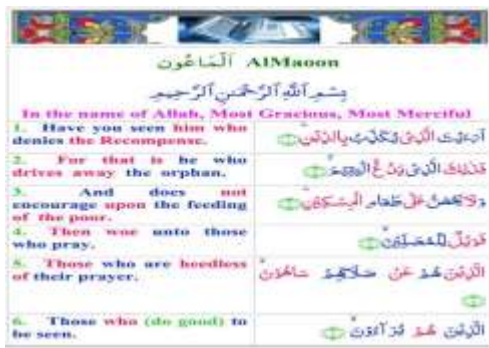 اَلْمَاعُون AlMaoon
بِسْمِ اللَّهِ الرَّحْمَٰنِ الرَّحِيمِ
In the name of Allah, Most Gracious, Most Merciful
1. Have you seen him who
denies the Recompense.
أَرَءَيْتَ الَّذِي يُكَذِّبُ بِالدِّينِ
2. For that is he who
drives away the orphan.
فَذَٰلِكَ الَّذِي يَدُعُّ الْيَتِيمَ
3. And does not
encourage upon the feeding
of the poor.
وَلَا يَحُضُّ عَلَىٰ طَعَامِ الْمِسْكِينِ
4. Then woe unto those
who pray.
فَوَيْلٌ لِّلْمُصَلِّينَ
5. Those who are heedless
of their prayer.
الَّذِينَ هُمْ عَن صَلَاتِهِمْ سَاهُونَ
6. Those who (do good) to
be seen.
الَّذِينَ هُمْ يُرَآءُونَ